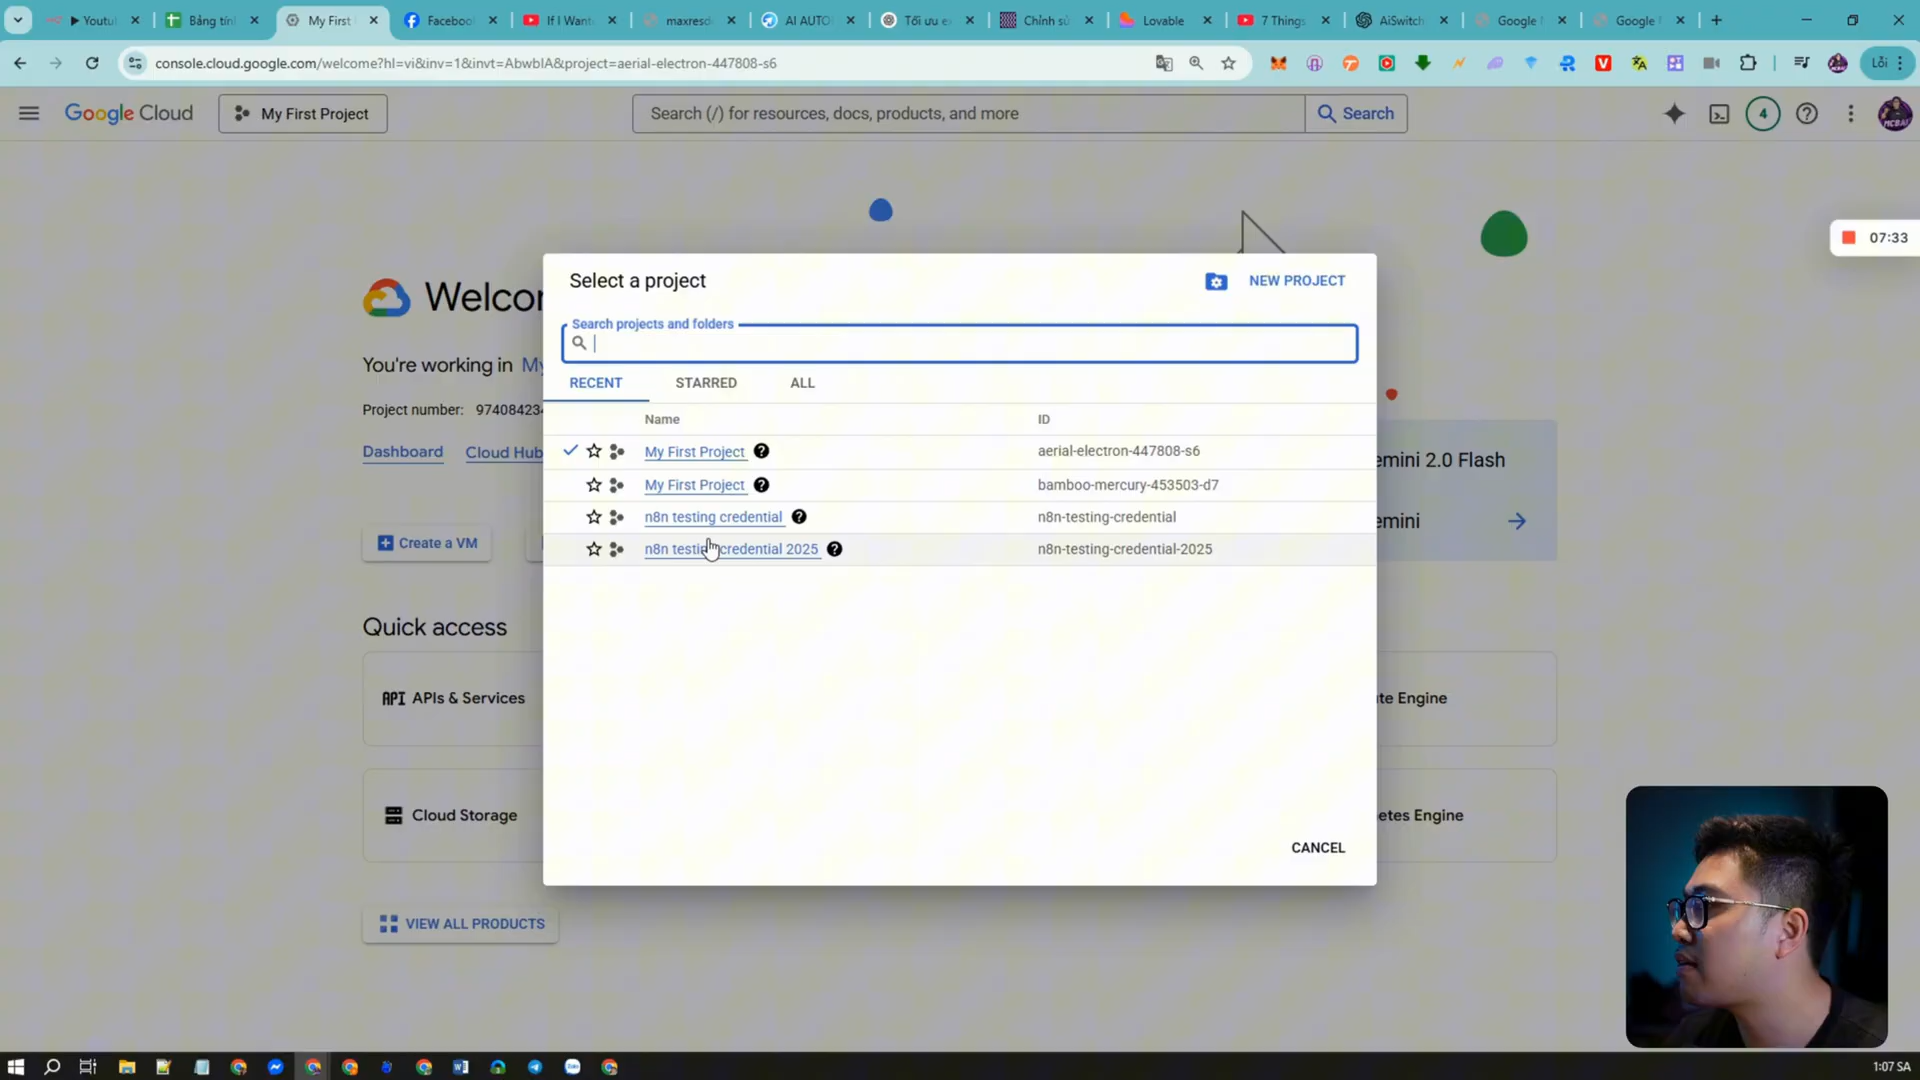 Youtul
Bảng tính
My First
Faceboo
If I Want
maxresd
AI AUTO
Tối ưu e
Chỉnh sử
Lovable
7 Things
AiSwitch
Google
Google
console.cloud.google.com/welcome?hl=vi&inv=1&invt=AbwbIA&project=aerial-electron-447808-s6
Lỗi
Google Cloud
My First Project
Search (/) for resources, docs, products, and more
Search
4
07:33
Welcom
Select a project
NEW PROJECT
Search projects and folders
You're working in My
RECENT
STARRED
ALL
Project number: 97408423
Name
ID
Dashboard
Cloud Hub
My First Project
aerial-electron-447808-s6
emini 2.0 Flash
My First Project
bamboo-mercury-453503-d7
n8n testing credential
n8n-testing-credential
emini
Create a VM
n8n testing credential 2025
n8n-testing-credential-2025
Quick access
API APIs & Services
te Engine
Cloud Storage
etes Engine
CANCEL
VIEW ALL PRODUCTS
1:07 SA